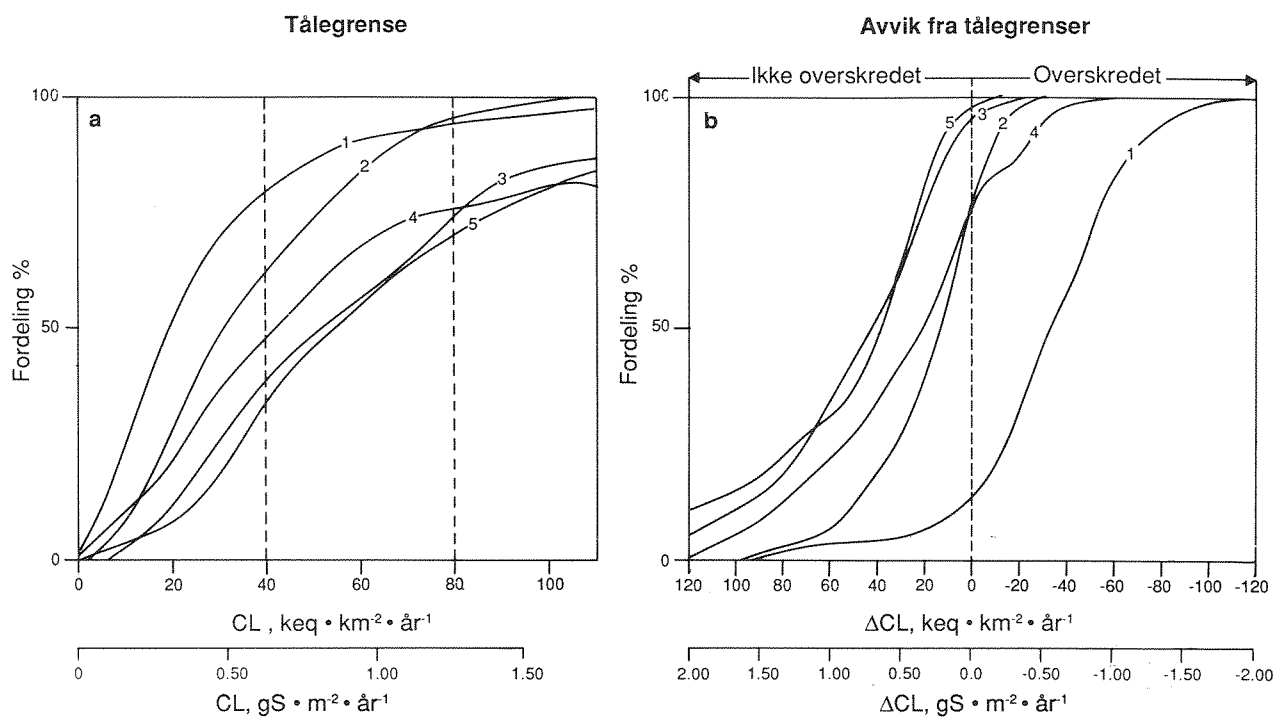 Tålegrense
100
a
1
2
3
4
5
50
0
Fordeling %
0 20 40 60 80 100
CL , keq • km⁻² • år⁻¹
0 0.50 1.00 1.50
CL, gS • m⁻² • år⁻¹
Avvik fra tålegrenser
Ikke overskredet Overskredet
100
b
5 3 2 4 1
50
0
Fordeling %
120 100 80 60 40 20 0 -20 -40 -60 -80 -100 -120
ΔCL, keq • km⁻² • år⁻¹
2.00 1.50 1.00 0.50 0.0 -0.50 -1.00 -1.50 -2.00
ΔCL, gS • m⁻² • år⁻¹